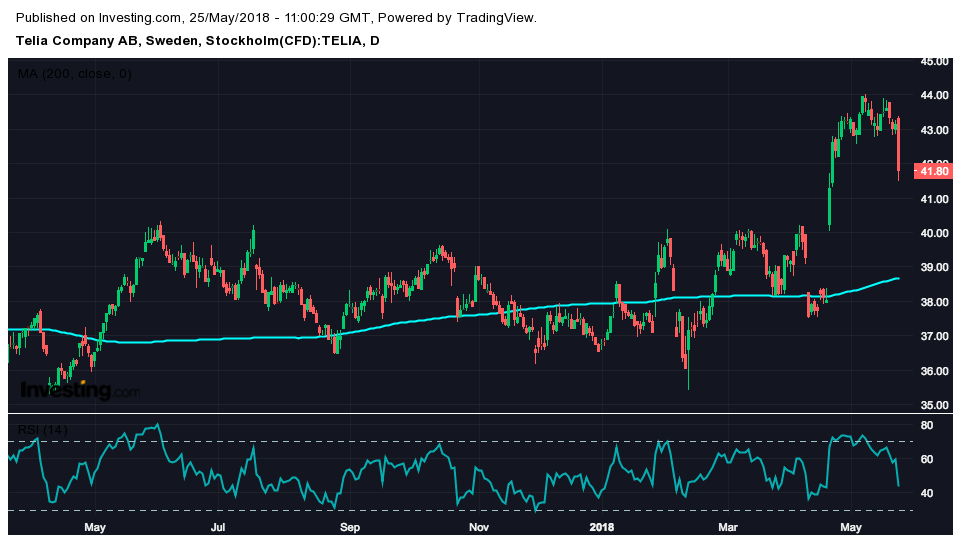 Published on Investing.com, 25/May/2018 - 11:00:29 GMT, Powered by TradingView.
Telia Company AB, Sweden, Stockholm(CFD):TELIA, D
MA (200, close, 0)
45.00
44.00
43.00
42.00
41.80
41.00
40.00
39.00
38.00
37.00
36.00
35.00
Investing.com
RSI (14)
80
60
40
May Jul Sep Nov 2018 Mar May